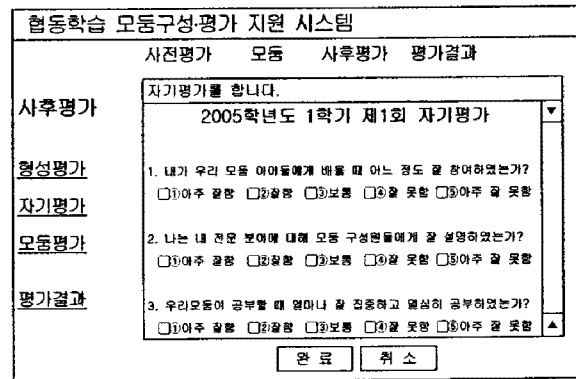 협동학습 모둠구성·평가 지원 시스템
사전평가 모둠 사후평가 평가결과
사후평가
형성평가
자기평가
모둠평가
평가결과
자기평가를 합니다.
2005학년도 1학기 제1회 자기평가
1. 내가 우리 모둠 아이들에게 배울 때 어느 정도 잘 참여하였는가?
□①아주 잘함 □②잘함 □③보통 □④잘 못함 □⑤아주 잘 못함
2. 나는 내 전문 분야에 대해 모둠 구성원들에게 잘 설명하였는가?
□①아주 잘함 □②잘함 □③보통 □④잘 못함 □⑤아주 잘 못함
3. 우리모둠이 공부할 때 얼마나 잘 집중하고 열심히 공부하였는가?
□①아주 잘함 □②잘함 □③보통 □④잘 못함 □⑤아주 잘 못함
완료 취소